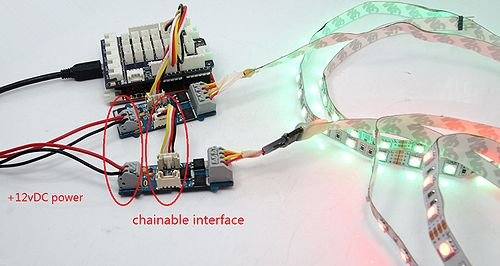 +12vDC power
chainable interface